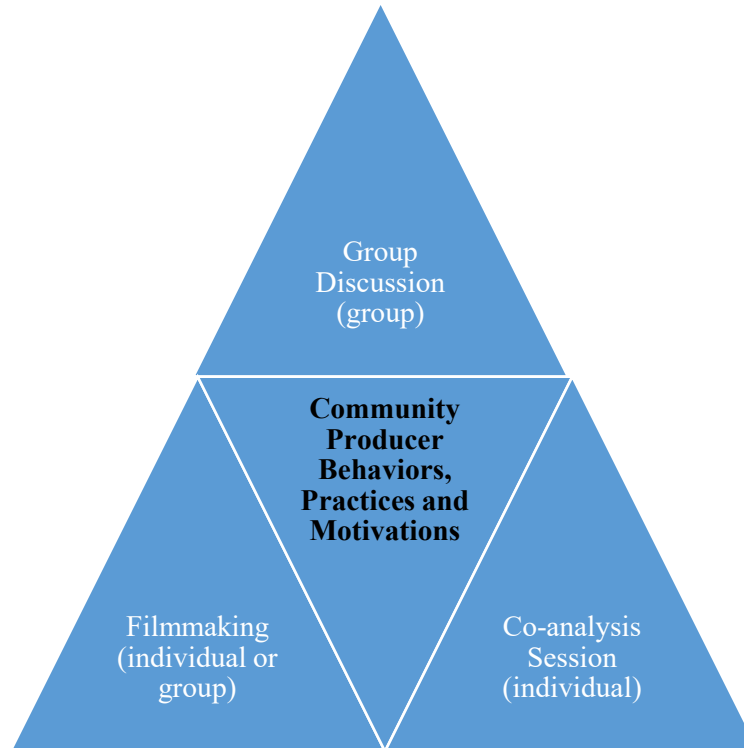 Group
Discussion
(group)
Community
Producer
Behaviors,
Practices and
Motivations
Filmmaking
(individual or
group)
Co-analysis
Session
(individual)